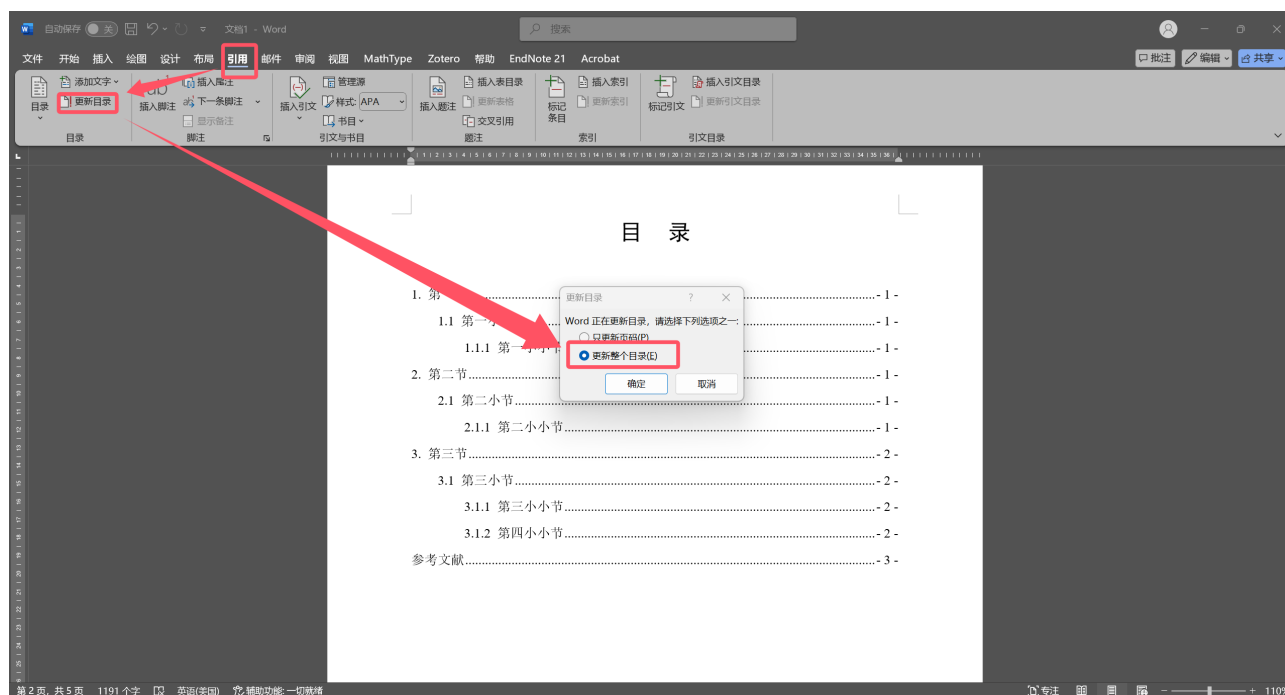 自动保存 关 文档1 - Word 搜索
文件 开始 插入 绘图 设计 布局 引用 邮件 审阅 视图 MathType Zotero 帮助 EndNote 21 Acrobat 批注 编辑 共享
目录 添加文字 更新目录 目录
插入脚注 插入尾注 下一条脚注 显示备注 脚注
插入引文 管理源 样式: APA 书目 引文与书目
插入题注 插入表目录 更新表格 交叉引用 题注
标记条目 插入索引 更新索引 索引
标记引文 插入引文目录 更新引文目录 引文目录
目 录
1. 第 - 1 -
1.1 第一小 - 1 -
1.1.1 第一小小节 - 1 -
2. 第二节 - 1 -
2.1 第二小节 - 1 -
2.1.1 第二小小节 - 1 -
3. 第三节 - 2 -
3.1 第三小节 - 2 -
3.1.1 第三小小节 - 2 -
3.1.2 第四小小节 - 2 -
参考文献 - 3 -
更新目录 ? ×
Word 正在更新目录，请选择下列选项之一:
只更新页码(P)
更新整个目录(E)
确定 取消
第 2 页，共 5 页 1191 个字 英语(美国) 辅助功能: 一切就绪 专注 110%